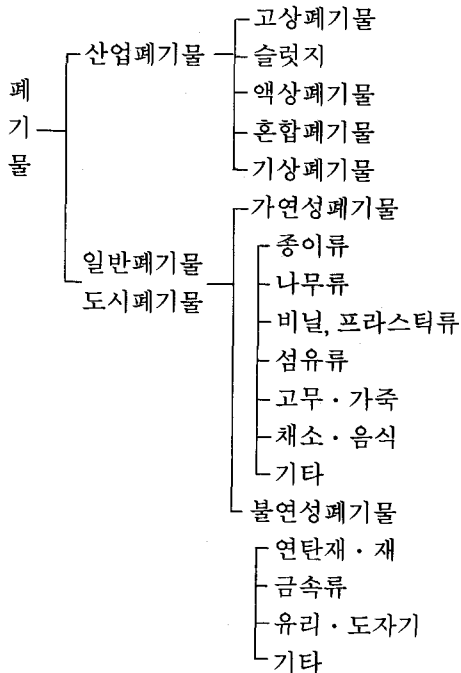 폐기물
산업폐기물
고상폐기물
슬럿지
액상폐기물
혼합폐기물
기상폐기물
일반폐기물
도시폐기물
가연성폐기물
종이류
나무류
비닐, 프라스틱류
섬유류
고무·가죽
채소·음식
기타
불연성폐기물
연탄재·재
금속류
유리·도자기
기타